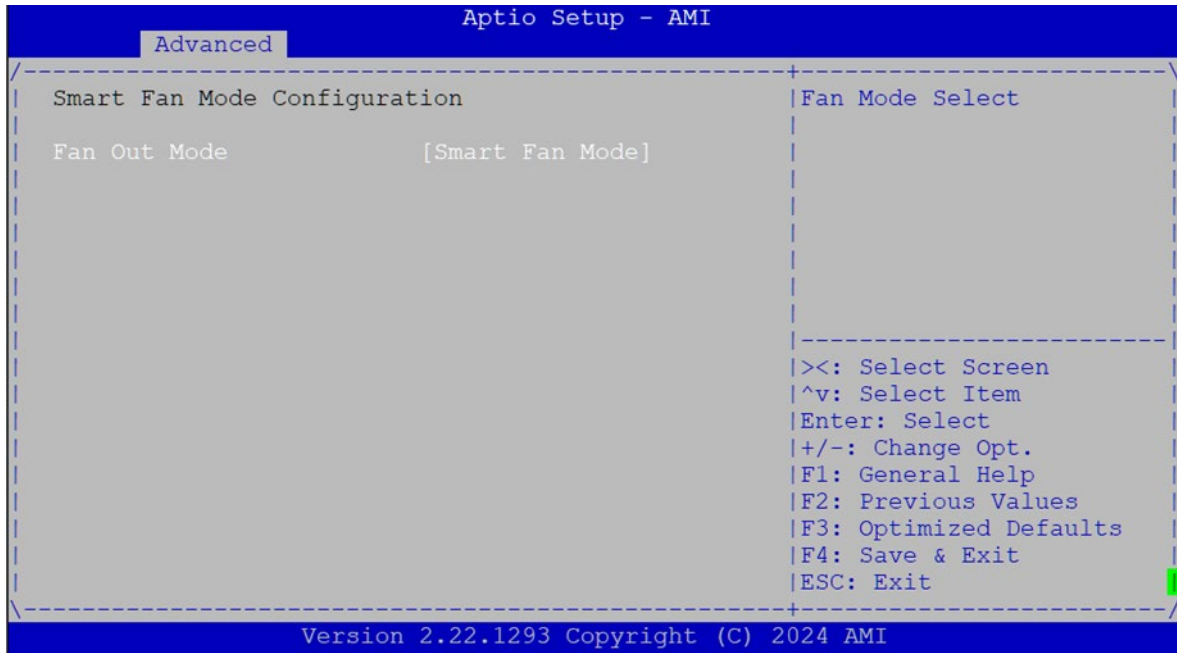 Aptio Setup - AMI
Advanced
Smart Fan Mode Configuration
Fan Mode Select
Fan Out Mode [Smart Fan Mode]
><: Select Screen
^v: Select Item
Enter: Select
+/-: Change Opt.
F1: General Help
F2: Previous Values
F3: Optimized Defaults
F4: Save & Exit
ESC: Exit
Version 2.22.1293 Copyright (C) 2024 AMI